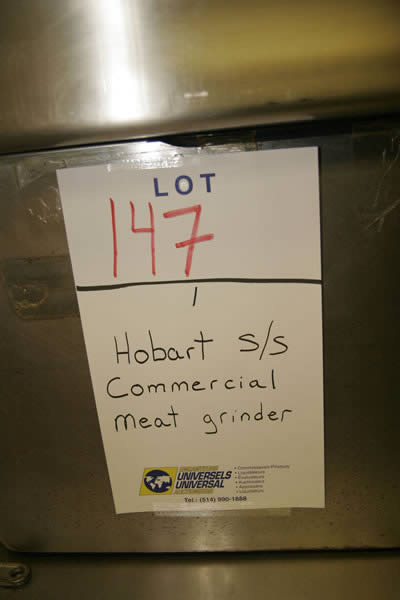 LOT
147
1
Hobart S/S
Commercial
meat grinder
UNIVERSELS
UNIVERSAL
Tel.: (514) 990-1888